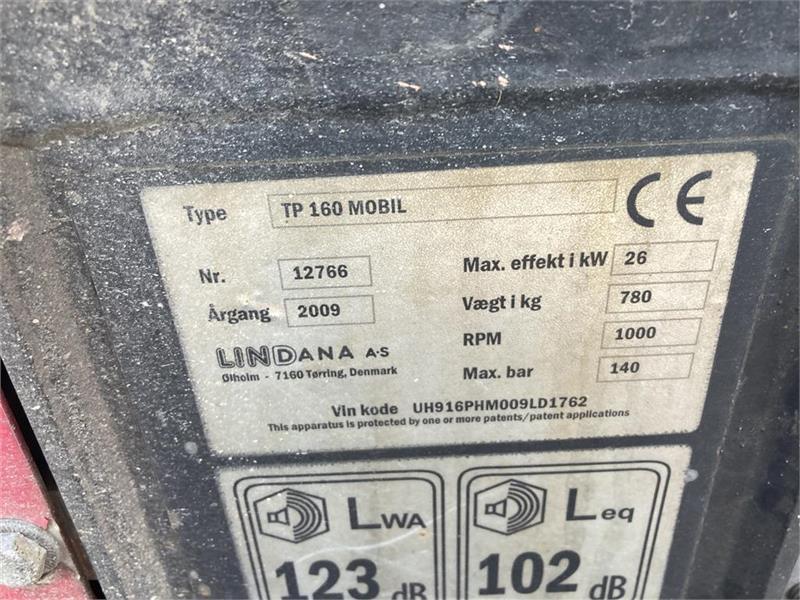 Type TP 160 MOBIL CE
Nr. 12766 Max. effekt i kW 26
Årgang 2009 Vægt i kg 780
RPM 1000
LINDANA A·S
Ølholm - 7160 Tørring, Denmark Max. bar 140
Vin kode UH916PHM009LD1762
This apparatus is protected by one or more patents/patent applications
LWA Leq
123 dB 102 dB